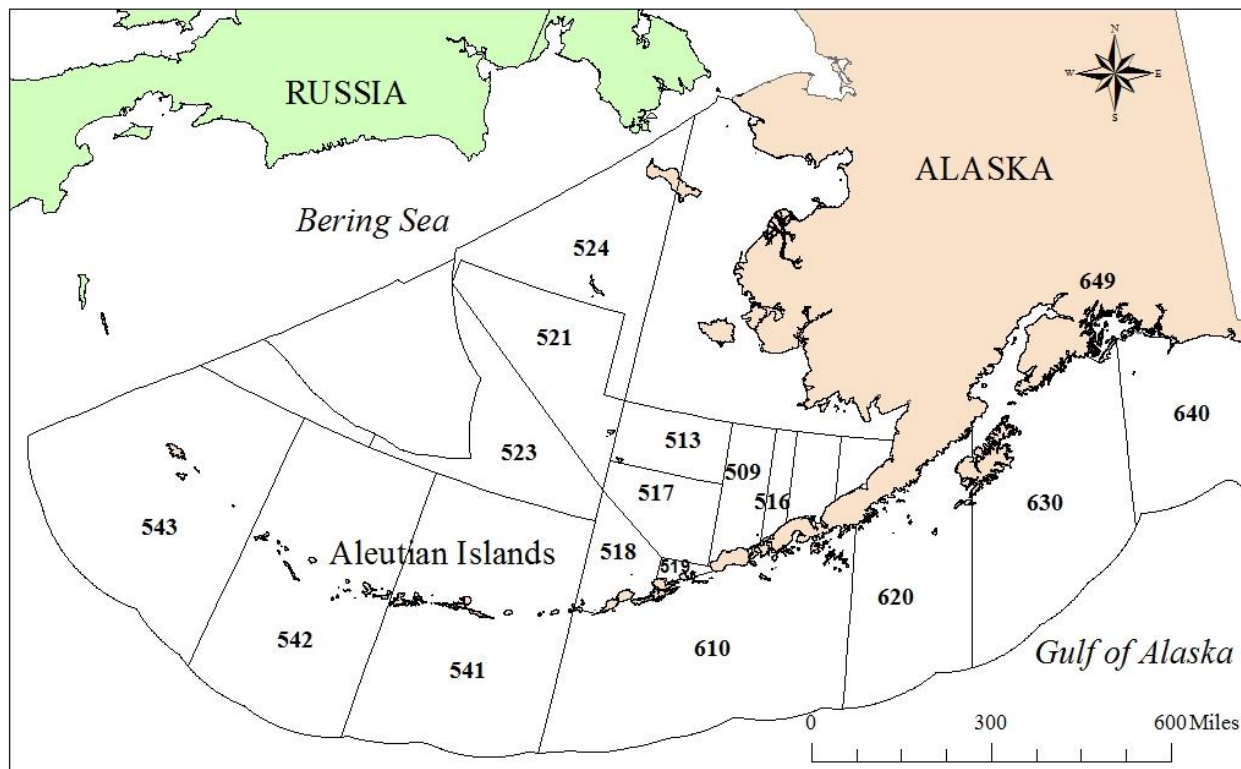 N
W E
S
RUSSIA
ALASKA
Bering Sea
524
649
521
640
513
509
523
517
516
630
543
Aleutian Islands
518
519
620
542
541
610
Gulf of Alaska
0 300 600 Miles